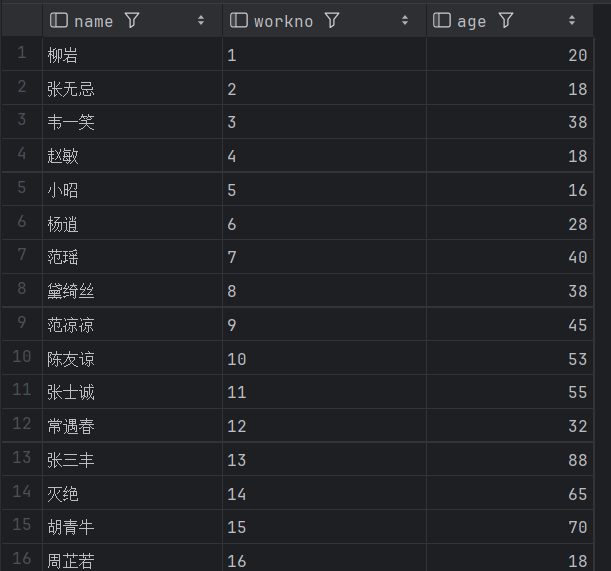 name workno age
1 柳岩 1 20
2 张无忌 2 18
3 韦一笑 3 38
4 赵敏 4 18
5 小昭 5 16
6 杨逍 6 28
7 范瑶 7 40
8 黛绮丝 8 38
9 范凉凉 9 45
10 陈友谅 10 53
11 张士诚 11 55
12 常遇春 12 32
13 张三丰 13 88
14 灭绝 14 65
15 胡青牛 15 70
16 周芷若 16 18